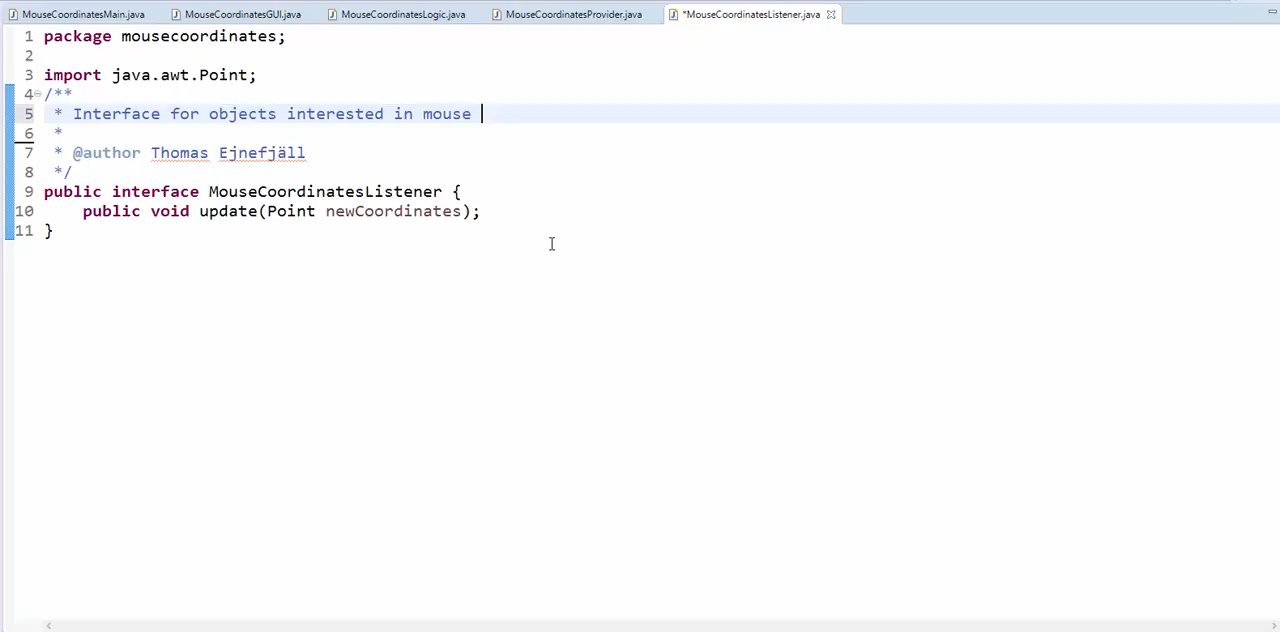 MouseCoordinatesMain.java MouseCoordinatesGUI.java MouseCoordinatesLogic.java MouseCoordinatesProvider.java *MouseCoordinatesListener.java
1 package mousecoordinates;
2
3 import java.awt.Point;
4 /**
5 * Interface for objects interested in mouse
6 *
7 * @author Thomas Ejnefjäll
8 */
9 public interface MouseCoordinatesListener {
10 public void update(Point newCoordinates);
11 }